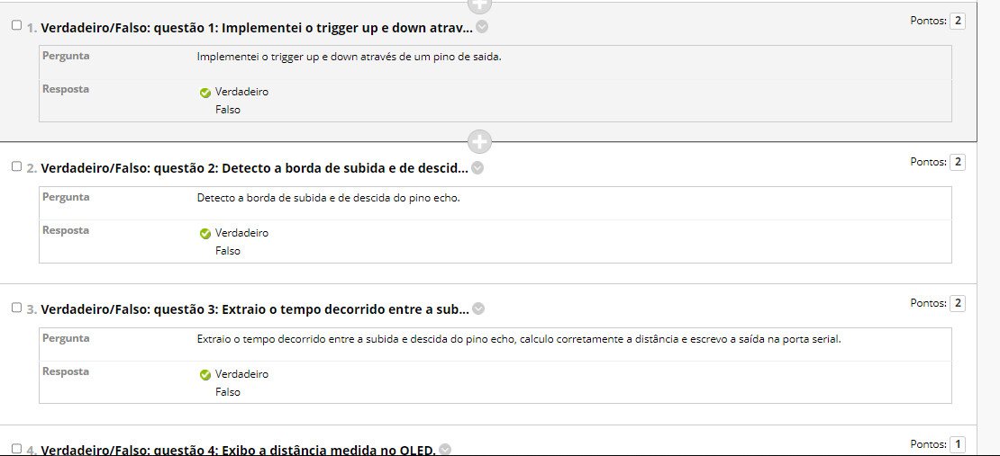 1. Verdadeiro/Falso: questão 1: Implementei o trigger up e down atrav... Pontos: 2
Pergunta Implementei o trigger up e down através de um pino de saida.
Resposta Verdadeiro
Falso
2. Verdadeiro/Falso: questão 2: Detecto a borda de subida e de descid... Pontos: 2
Pergunta Detecto a borda de subida e de descida do pino echo.
Resposta Verdadeiro
Falso
3. Verdadeiro/Falso: questão 3: Extraio o tempo decorrido entre a sub... Pontos: 2
Pergunta Extraio o tempo decorrido entre a subida e descida do pino echo, calculo corretamente a distância e escrevo a saída na porta serial.
Resposta Verdadeiro
Falso
4. Verdadeiro/Falso: questão 4: Exibo a distância medida no OLED. Pontos: 1